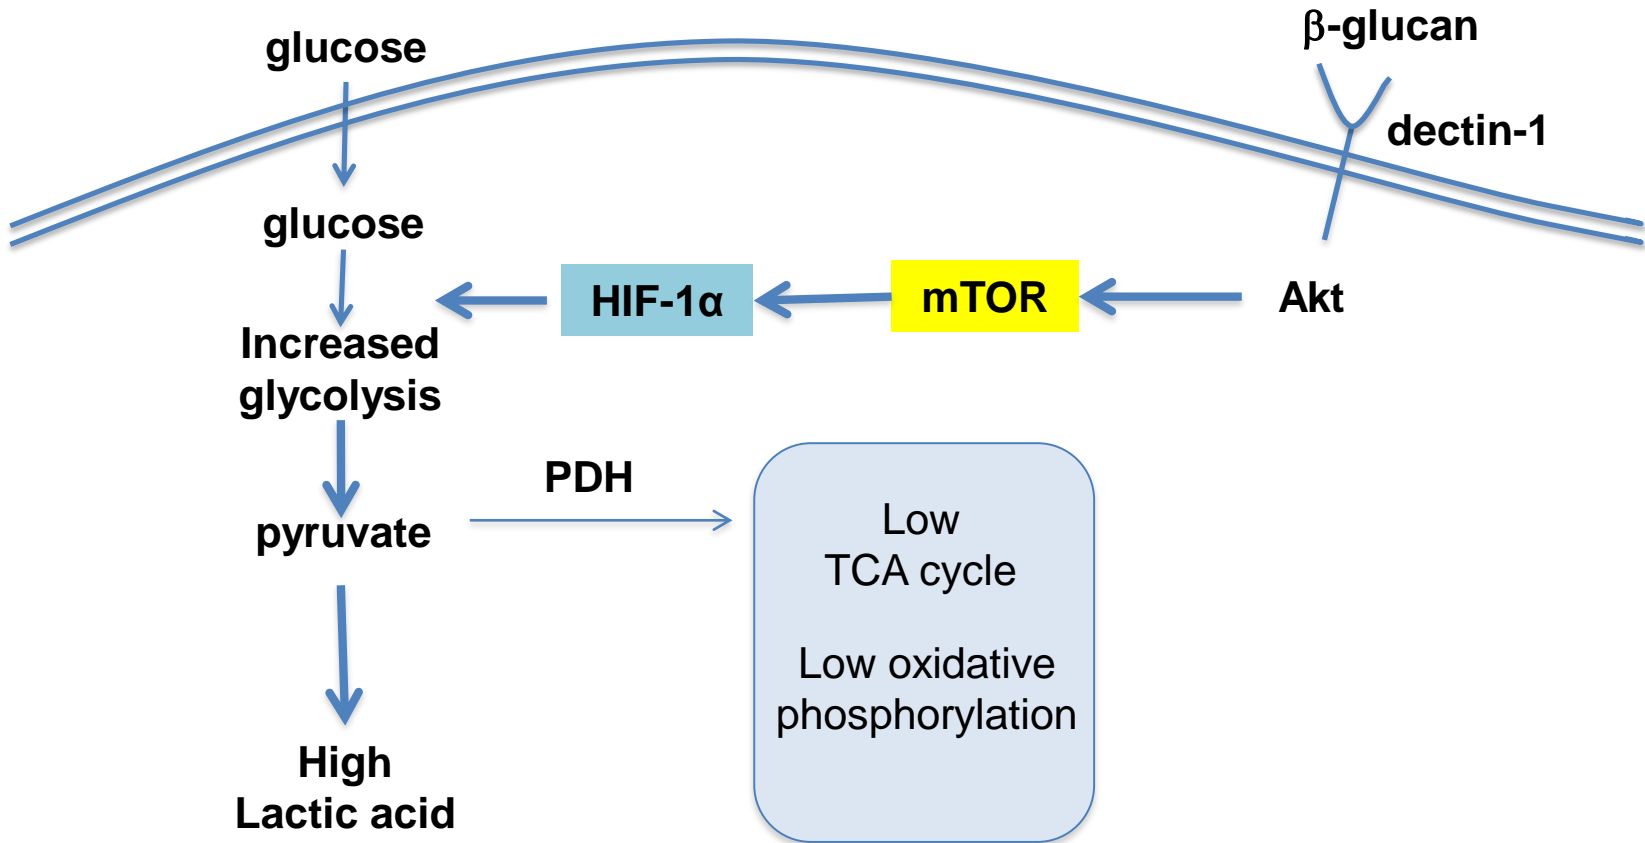 glucose
β-glucan
dectin-1
glucose
HIF-1α
mTOR
Akt
Increased
glycolysis
PDH
pyruvate
Low
TCA cycle
Low oxidative
phosphorylation
High
Lactic acid